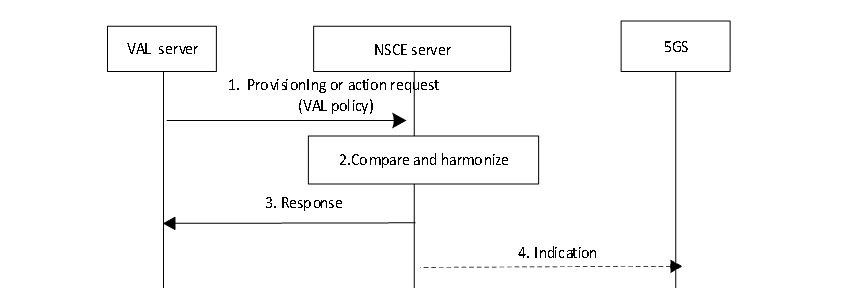 VAL server
NSCE server
5GS
1. Provisioning or action request
(VAL policy)
2.Compare and harmonize
3. Response
4. Indication